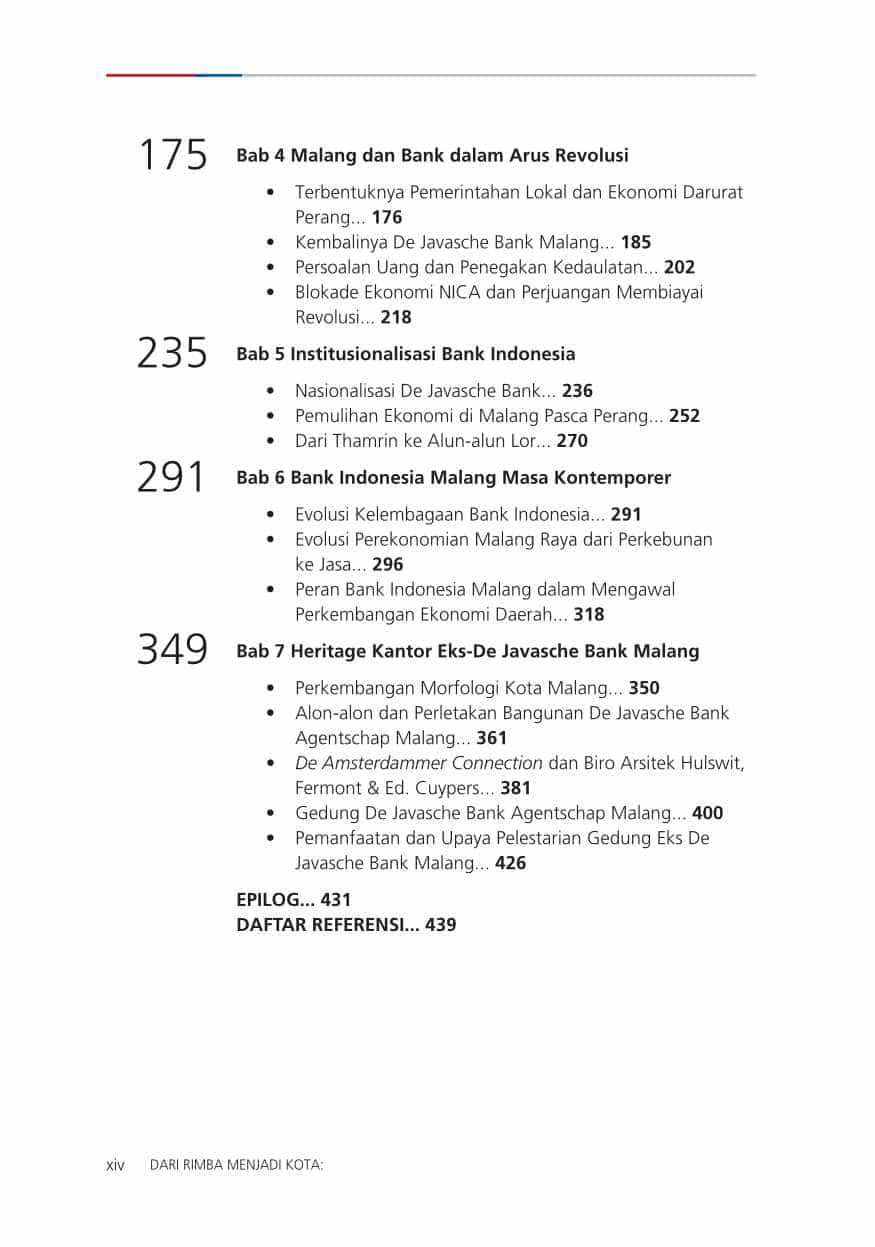 175 Bab 4 Malang dan Bank dalam Arus Revolusi
• Terbentuknya Pemerintahan Lokal dan Ekonomi Darurat
Perang... 176
• Kembalinya De Javasche Bank Malang... 185
• Persoalan Uang dan Penegakan Kedaulatan... 202
• Blokade Ekonomi NICA dan Perjuangan Membiayai
Revolusi... 218
235 Bab 5 Institusionalisasi Bank Indonesia
• Nasionalisasi De Javasche Bank... 236
• Pemulihan Ekonomi di Malang Pasca Perang... 252
• Dari Thamrin ke Alun-alun Lor... 270
291 Bab 6 Bank Indonesia Malang Masa Kontemporer
• Evolusi Kelembagaan Bank Indonesia... 291
• Evolusi Perekonomian Malang Raya dari Perkebunan
ke Jasa... 296
• Peran Bank Indonesia Malang dalam Mengawal
Perkembangan Ekonomi Daerah... 318
349 Bab 7 Heritage Kantor Eks-De Javasche Bank Malang
• Perkembangan Morfologi Kota Malang... 350
• Alon-alon dan Perletakan Bangunan De Javasche Bank
Agentschap Malang... 361
• De Amsterdammer Connection dan Biro Arsitek Hulswit,
Fermont & Ed. Cuypers... 381
• Gedung De Javasche Bank Agentschap Malang... 400
• Pemanfaatan dan Upaya Pelestarian Gedung Eks De
Javasche Bank Malang... 426
EPILOG... 431
DAFTAR REFERENSI... 439
xiv DARI RIMBA MENJADI KOTA: